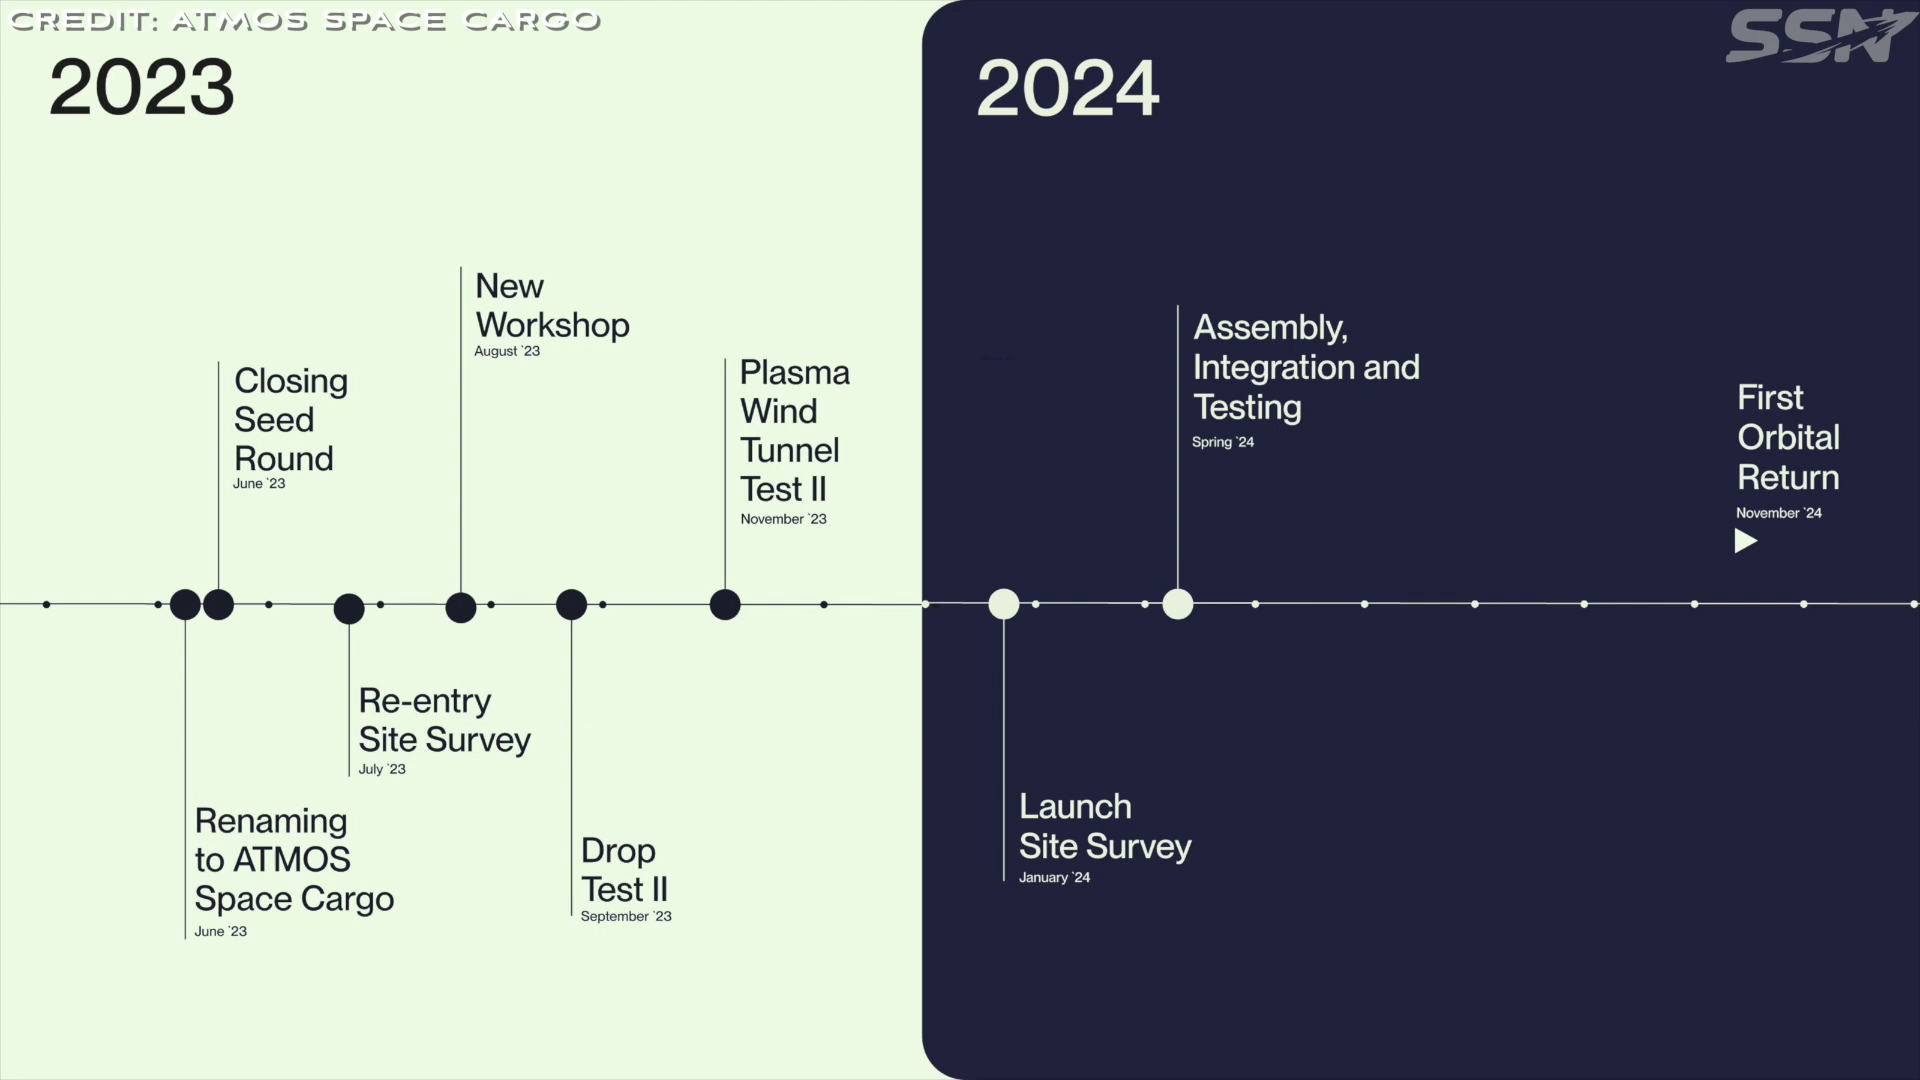 CREDIT: ATMOS SPACE CARGO
SSN
2023
2024
New
Workshop
August `23
Closing
Seed
Round
June `23
Plasma
Wind
Tunnel
Test II
November `23
Re-entry
Site Survey
July `23
Renaming
to ATMOS
Space Cargo
June `23
Drop
Test II
September `23
Assembly,
Integration and
Testing
Spring `24
First
Orbital
Return
November `24
Launch
Site Survey
January `24